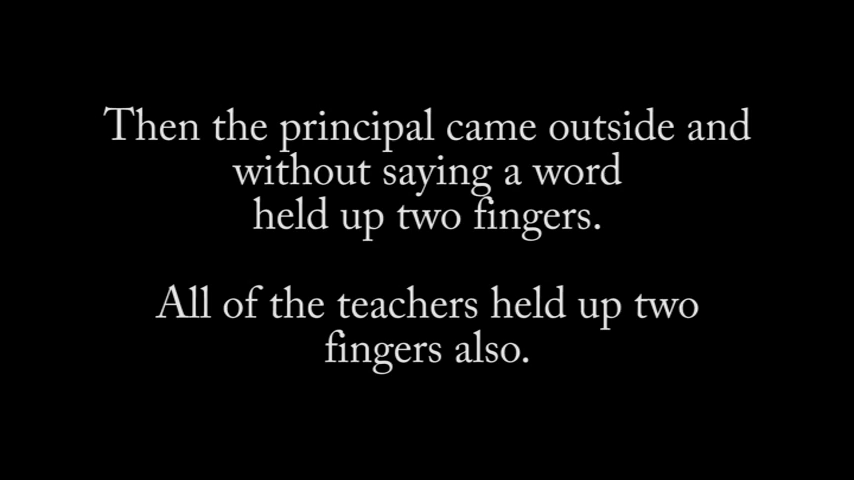 Then the principal came outside and
without saying a word
held up two fingers.
All of the teachers held up two
fingers also.